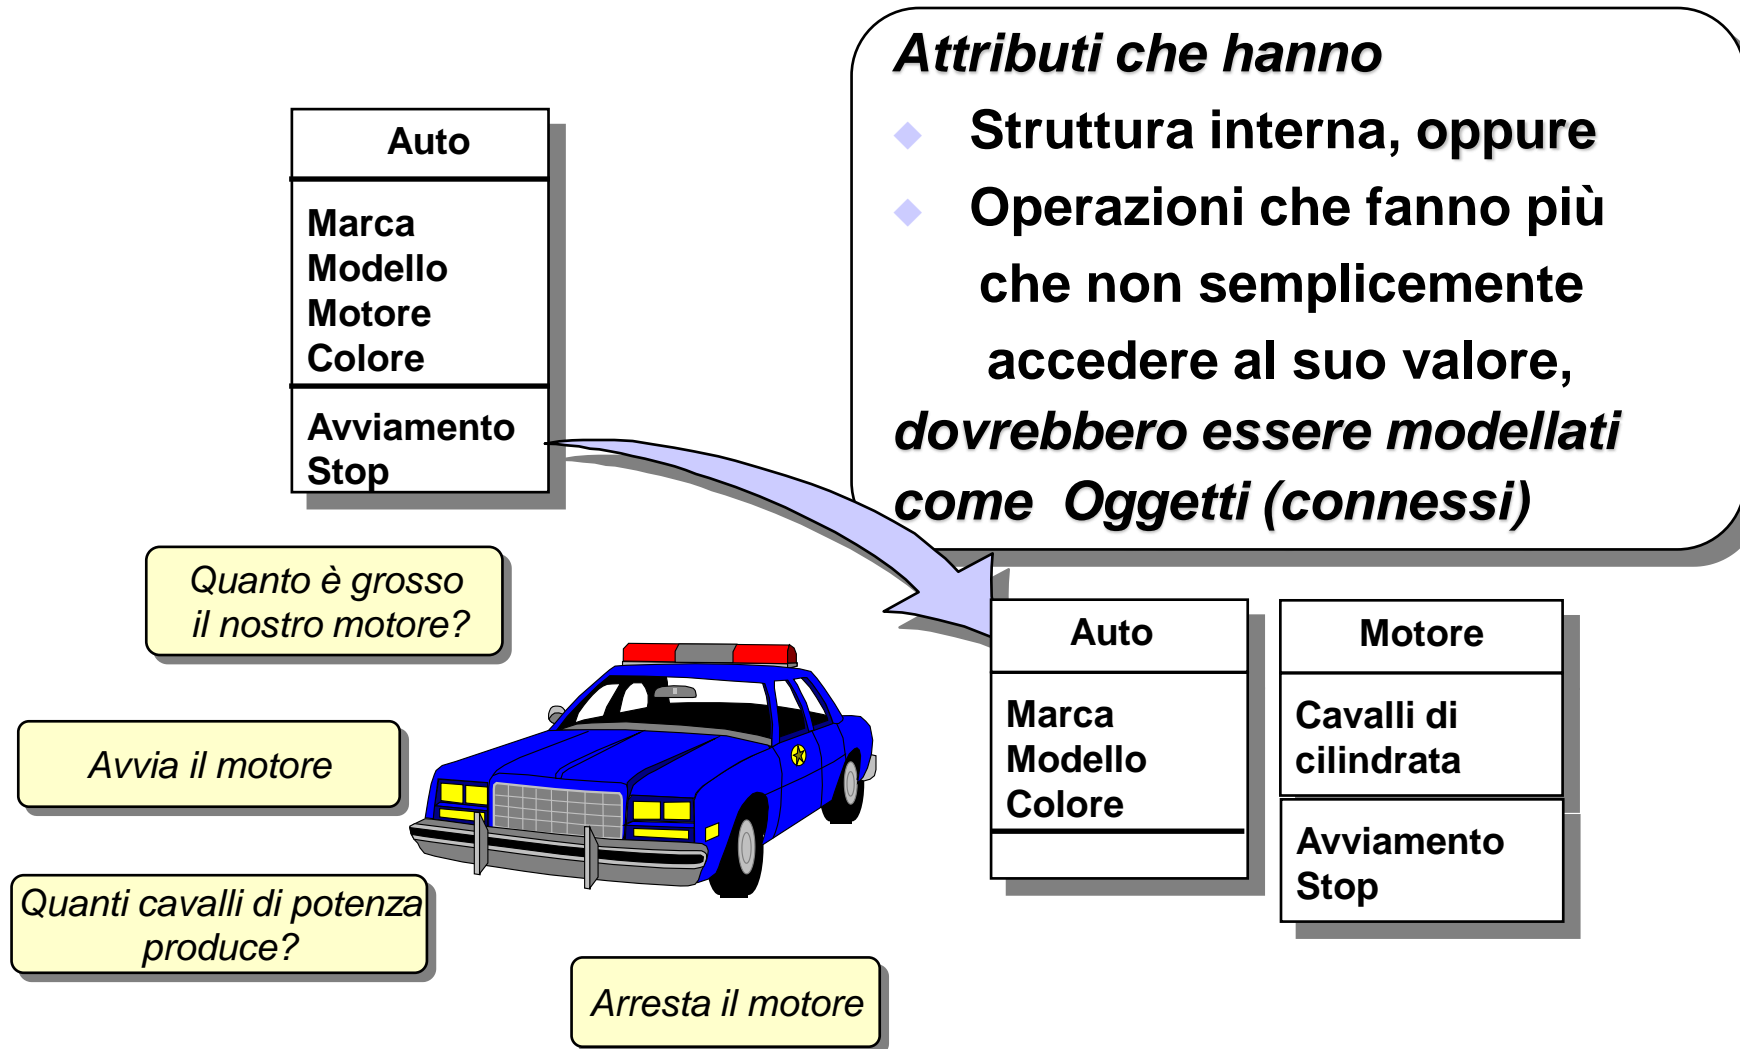 Attributi che hanno
Struttura interna, oppure
Operazioni che fanno più
che non semplicemente
accedere al suo valore,
dovrebbero essere modellati
come Oggetti (connessi)
Auto
Marca
Modello
Motore
Colore
Avviamento
Stop
Quanto è grosso
il nostro motore?
Avvia il motore
Quanti cavalli di potenza
produce?
Arresta il motore
Auto
Marca
Modello
Colore
Motore
Cavalli di
cilindrata
Avviamento
Stop